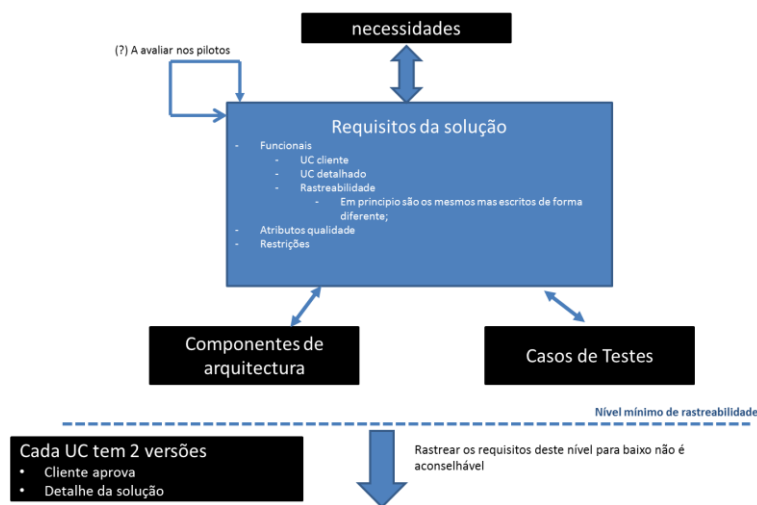 necessidades
(?) A avaliar nos pilotos
Requisitos da solução
- Funcionais
- UC cliente
- UC detalhado
- Rastreabilidade
- Em principio são os mesmos mas escritos de forma
diferente;
- Atributos qualidade
- Restrições
Componentes de
arquitectura
Casos de Testes
Nível mínimo de rastreabilidade
Cada UC tem 2 versões
• Cliente aprova
• Detalhe da solução
Rastrear os requisitos deste nível para baixo não é
aconselhável